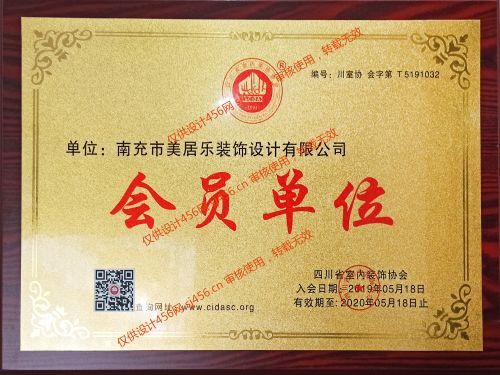 编号：川室协 会字第 T5191032
单位：南充市美居乐装饰设计有限公司
会员单位
四川省室内装饰协会
入会日期：2019年05月18日
有效期至：2020年05月18日止
查询网址：www.cidasc.org
仅供设计456网 456.cn 审核使用，转载无效
仅供设计456网 456.cn 审核使用，转载无效
仅供设计456网 456.cn 审核使用，转载无效